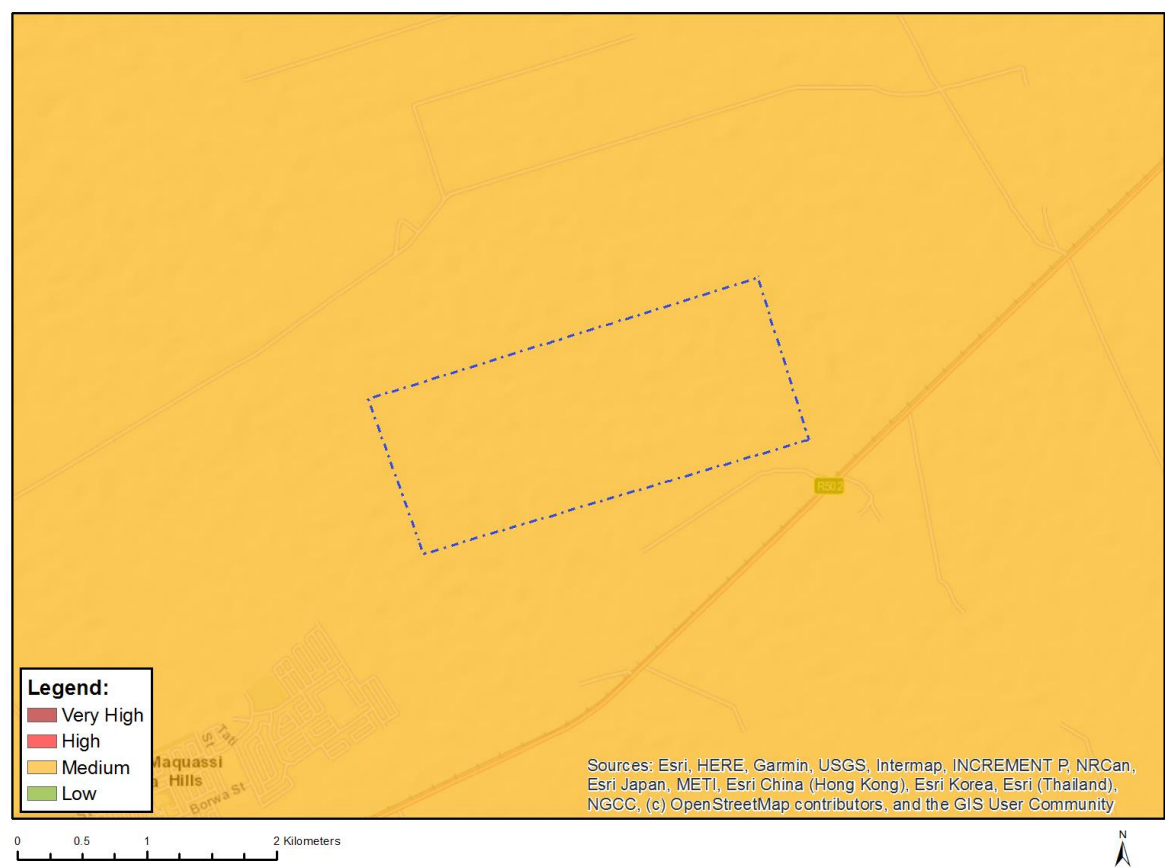 R502
Legend:
Very High
High
Medium
Low
St
Tati
Maquassi
a Hills
Borwa St
St
Sources: Esri, HERE, Garmin, USGS, Intermap, INCREMENT P, NRCan,
Esri Japan, METI, Esri China (Hong Kong), Esri Korea, Esri (Thailand),
NGCC, (c) OpenStreetMap contributors, and the GIS User Community
0 0.5 1 2 Kilometers
N